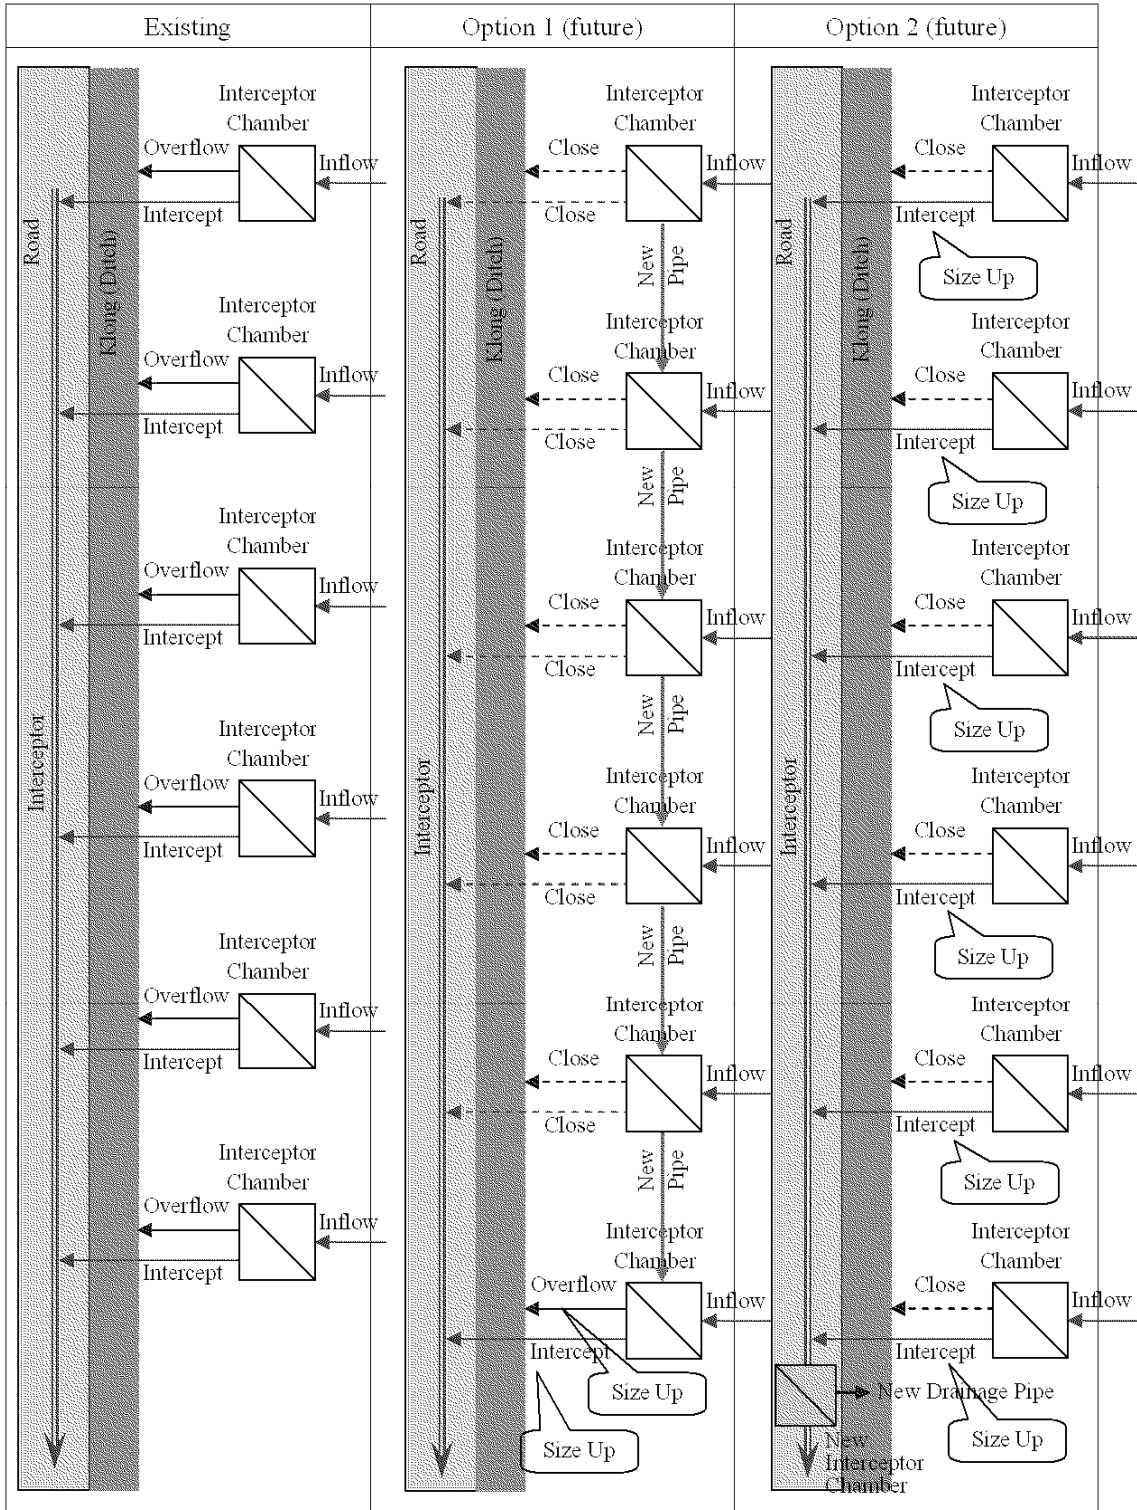 Existing
Option 1 (future)
Option 2 (future)
Interceptor
Chamber
Overflow
Inflow
Intercept
Interceptor
Chamber
Overflow
Inflow
Intercept
Interceptor
Chamber
Overflow
Inflow
Intercept
Interceptor
Chamber
Overflow
Inflow
Intercept
Interceptor
Chamber
Overflow
Inflow
Intercept
Interceptor
Chamber
Overflow
Inflow
Intercept
Road
Klong (Ditch)
Interceptor
Interceptor
Chamber
Close
Inflow
Close
New
Pipe
Interceptor
Chamber
Close
Inflow
Close
New
Pipe
Interceptor
Chamber
Close
Inflow
Close
New
Pipe
Interceptor
Chamber
Close
Inflow
Close
New
Pipe
Interceptor
Chamber
Close
Inflow
Close
New
Pipe
Interceptor
Chamber
Overflow
Inflow
Intercept
Size Up
Size Up
Road
Klong (Ditch)
Interceptor
Interceptor
Chamber
Close
Inflow
Intercept
Size Up
Interceptor
Chamber
Close
Inflow
Intercept
Size Up
Interceptor
Chamber
Close
Inflow
Intercept
Size Up
Interceptor
Chamber
Close
Inflow
Intercept
Size Up
Interceptor
Chamber
Close
Inflow
Intercept
Size Up
Interceptor
Chamber
Close
Inflow
Intercept
New Drainage Pipe
Size Up
New
Interceptor
Chamber
Road
Klong (Ditch)
Interceptor